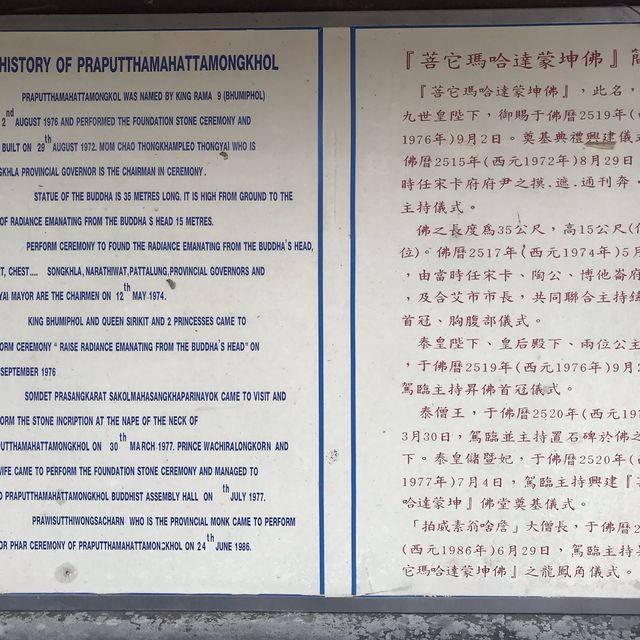 HISTORY OF PRAPUTTHAMAHATTAMONGKHOL
PRAPUTTHAMAHATTAMONGKOL WAS NAMED BY KING RAMA 9 (BHUMIPHOL)
2nd AUGUST 1976 AND PERFORMED THE FOUNDATION STONE CEREMONY AND
BUILT ON 29th AUGUST 1972. MOM CHAO THONGKHAMPLEO THONGYAI WHO IS
PROVINCIAL GOVERNOR IS THE CHAIRMAN IN CEREMONY.
STATUE OF THE BUDDHA IS 35 METRES LONG. IT IS HIGH FROM GROUND TO THE
OF RADIANCE EMANATING FROM THE BUDDHA S HEAD 15 METRES.
PERFORM CEREMONY TO FOUND THE RADIANCE EMANATING FROM THE BUDDHA'S HEAD,
CHEST.... SONGKHLA, NARATHIWAT,PATTALUNG,PROVINCIAL GOVERNORS AND
MAYOR ARE THE CHAIRMEN ON 12th MAY 1974.
KING BHUMIPHOL AND QUEEN SIRIKIT AND 2 PRINCESSES CAME TO
CEREMONY " RAISE RADIANCE EMANATING FROM THE BUDDHA'S HEAD" ON
SEPTEMBER 1976
SOMDET PRASANGKARAT SAKOLMAHASANGKHAPARINAYOK CAME TO VISIT AND
THE STONE INCRIPTION AT THE NAPE OF THE NECK OF
ON 30th MARCH 1977. PRINCE WACHIRALONGKORN AND
CAME TO PERFORM THE FOUNDATION STONE CEREMONY AND MANAGED TO
PRAPUTTHAMAHATTAMONGKHOL BUDDHIST ASSEMBLY HALL ON th JULY 1977.
PRAWISUTTHIWONGSACHARN WHO IS THE PROVINCIAL MONK CAME TO PERFORM
PHAR CEREMONY OF PRAPUTTHAMAHATTAMONGKHOL ON 24th JUNE 1986.
『菩它瑪哈達蒙坤佛』
『菩它瑪哈達蒙坤佛』，此名，
九世皇陛下，御賜于佛曆2519年(
1976年)9月2日。奠基典禮興建儀
佛曆2515年(西元1972年)8月29日
時任宋卡府府尹之摸．遮．通刊奔．
主持儀式。
佛之長度為35公尺，高15公尺(
位)。佛曆2517年(西元1974年)5月
，由當時任宋卡、陶公、博他崙府
，及合艾市市長，共同聯合主持
首冠、胸腹部儀式。
泰皇陛下、皇后殿下、兩位公主
，于佛曆2519年(西元1976年)9月
駕臨主持昇佛首冠儀式。
泰僧王，于佛曆2520年(西元
3月30日，駕臨並主持置石碑於佛之
下。泰皇儲暨妃，于佛曆2520年(
1977年)7月4日，駕臨主持興建『
哈達蒙坤』佛堂奠基儀式。
「拍威素翁啥詹」大僧長，于佛曆
(西元1986年)6月29日，駕臨主持
它瑪哈達蒙坤佛』之龍鳳角儀式。